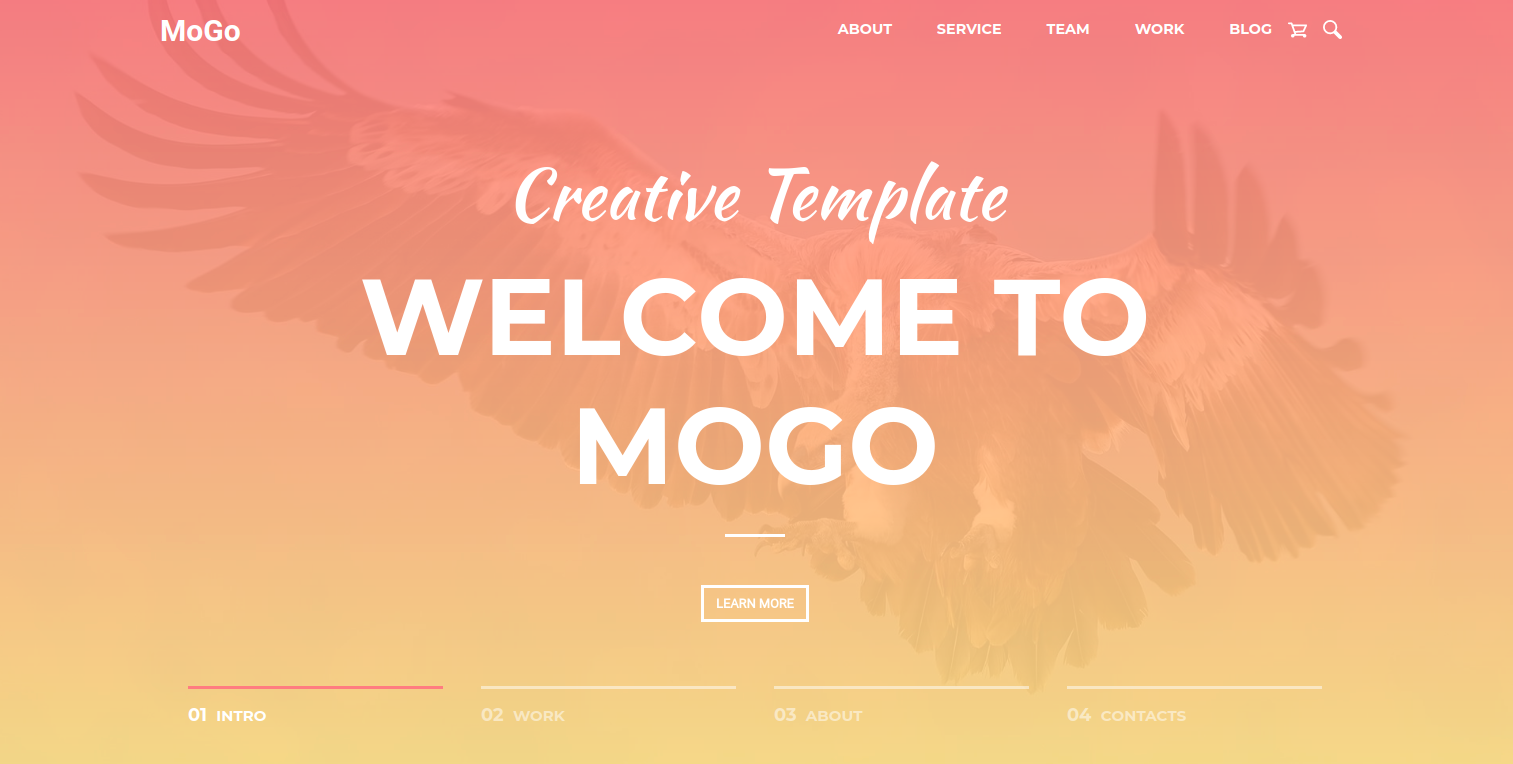 MoGo
ABOUT SERVICE TEAM WORK BLOG
Creative Template
WELCOME TO
MOGO
LEARN MORE
01 INTRO 02 WORK 03 ABOUT 04 CONTACTS